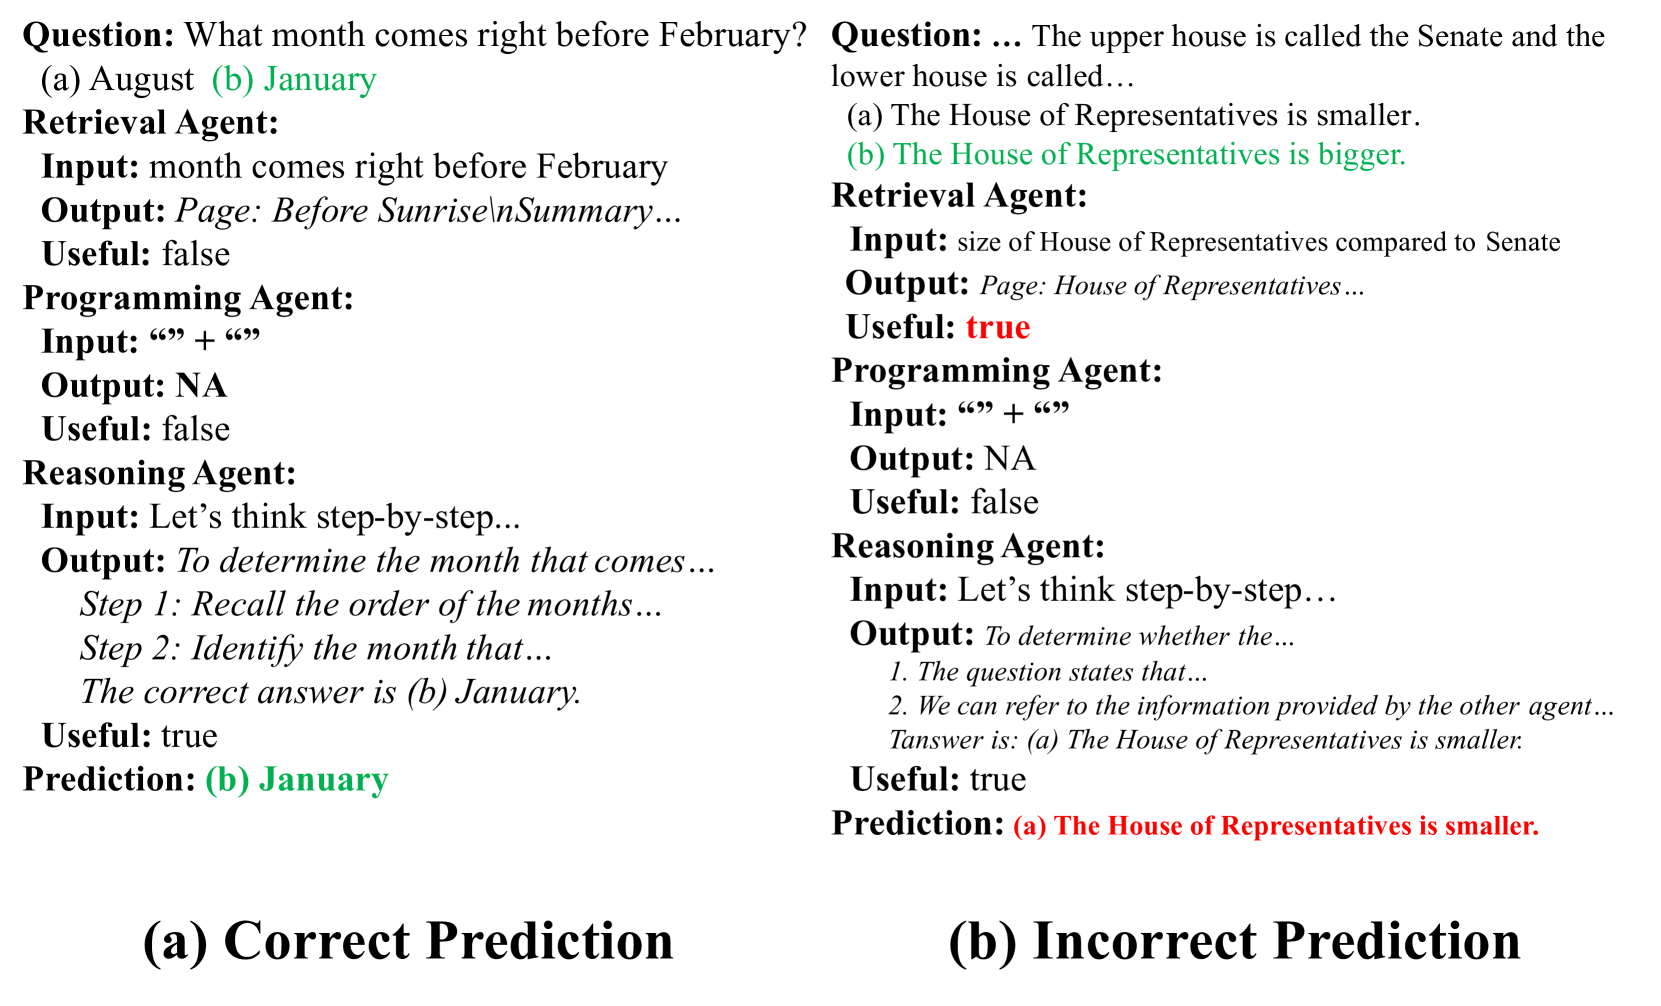 Question: What month comes right before February?
(a) August (b) January
Retrieval Agent:
Input: month comes right before February
Output: Page: Before Sunrise\nSummary…
Useful: false
Programming Agent:
Input: “” + “”
Output: NA
Useful: false
Reasoning Agent:
Input: Let’s think step-by-step...
Output: To determine the month that comes…
Step 1: Recall the order of the months…
Step 2: Identify the month that…
The correct answer is (b) January.
Useful: true
Prediction: (b) January
(a) Correct Prediction
Question: … The upper house is called the Senate and the
lower house is called…
(a) The House of Representatives is smaller.
(b) The House of Representatives is bigger.
Retrieval Agent:
Input: size of House of Representatives compared to Senate
Output: Page: House of Representatives…
Useful: true
Programming Agent:
Input: “” + “”
Output: NA
Useful: false
Reasoning Agent:
Input: Let’s think step-by-step…
Output: To determine whether the…
1. The question states that…
2. We can refer to the information provided by the other agent…
Tanswer is: (a) The House of Representatives is smaller.
Useful: true
Prediction: (a) The House of Representatives is smaller.
(b) Incorrect Prediction